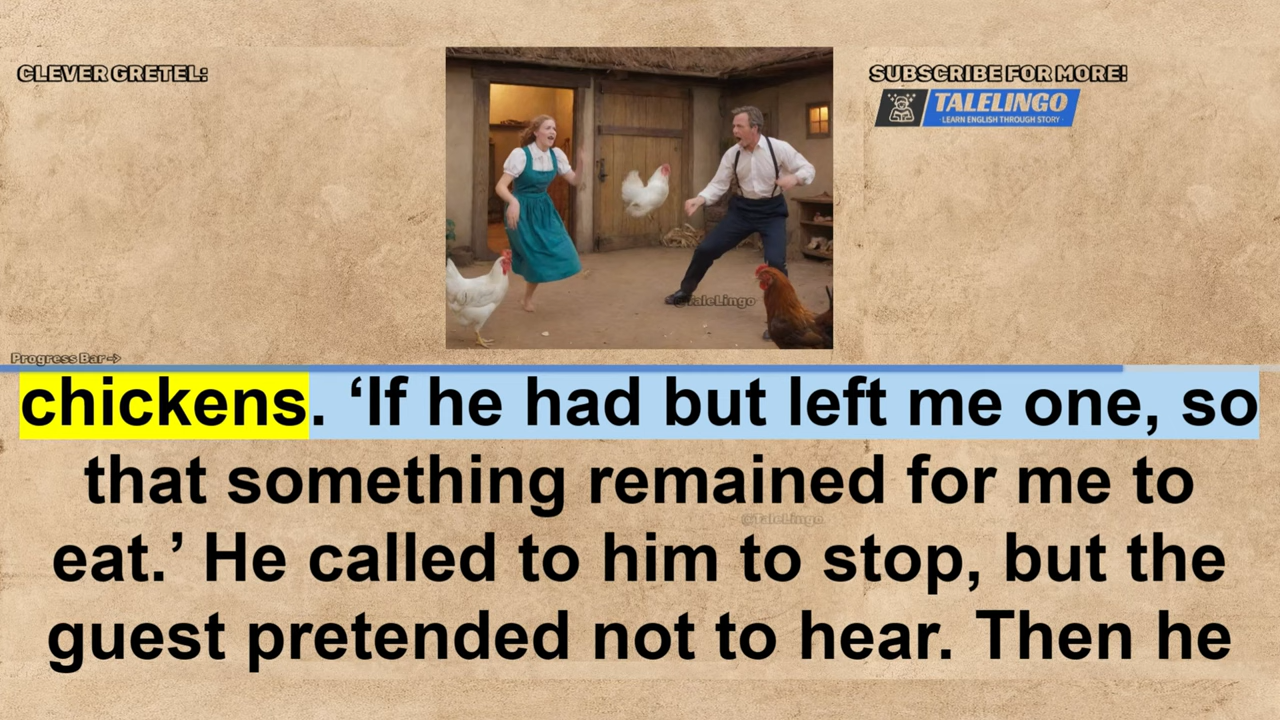 CLEVER GRETEL:
SUBSCRIBE FOR MORE!
TALELINGO
· LEARN ENGLISH THROUGH STORY ·
@TaleLingo
Progress Bar ->
chickens. ‘If he had but left me one, so
that something remained for me to
@TaleLingo
eat.’ He called to him to stop, but the
guest pretended not to hear. Then he